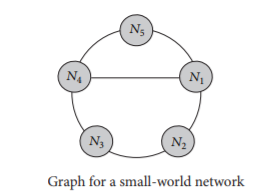 N₅
N₄ N₁
N₃ N₂
Graph for a small-world network